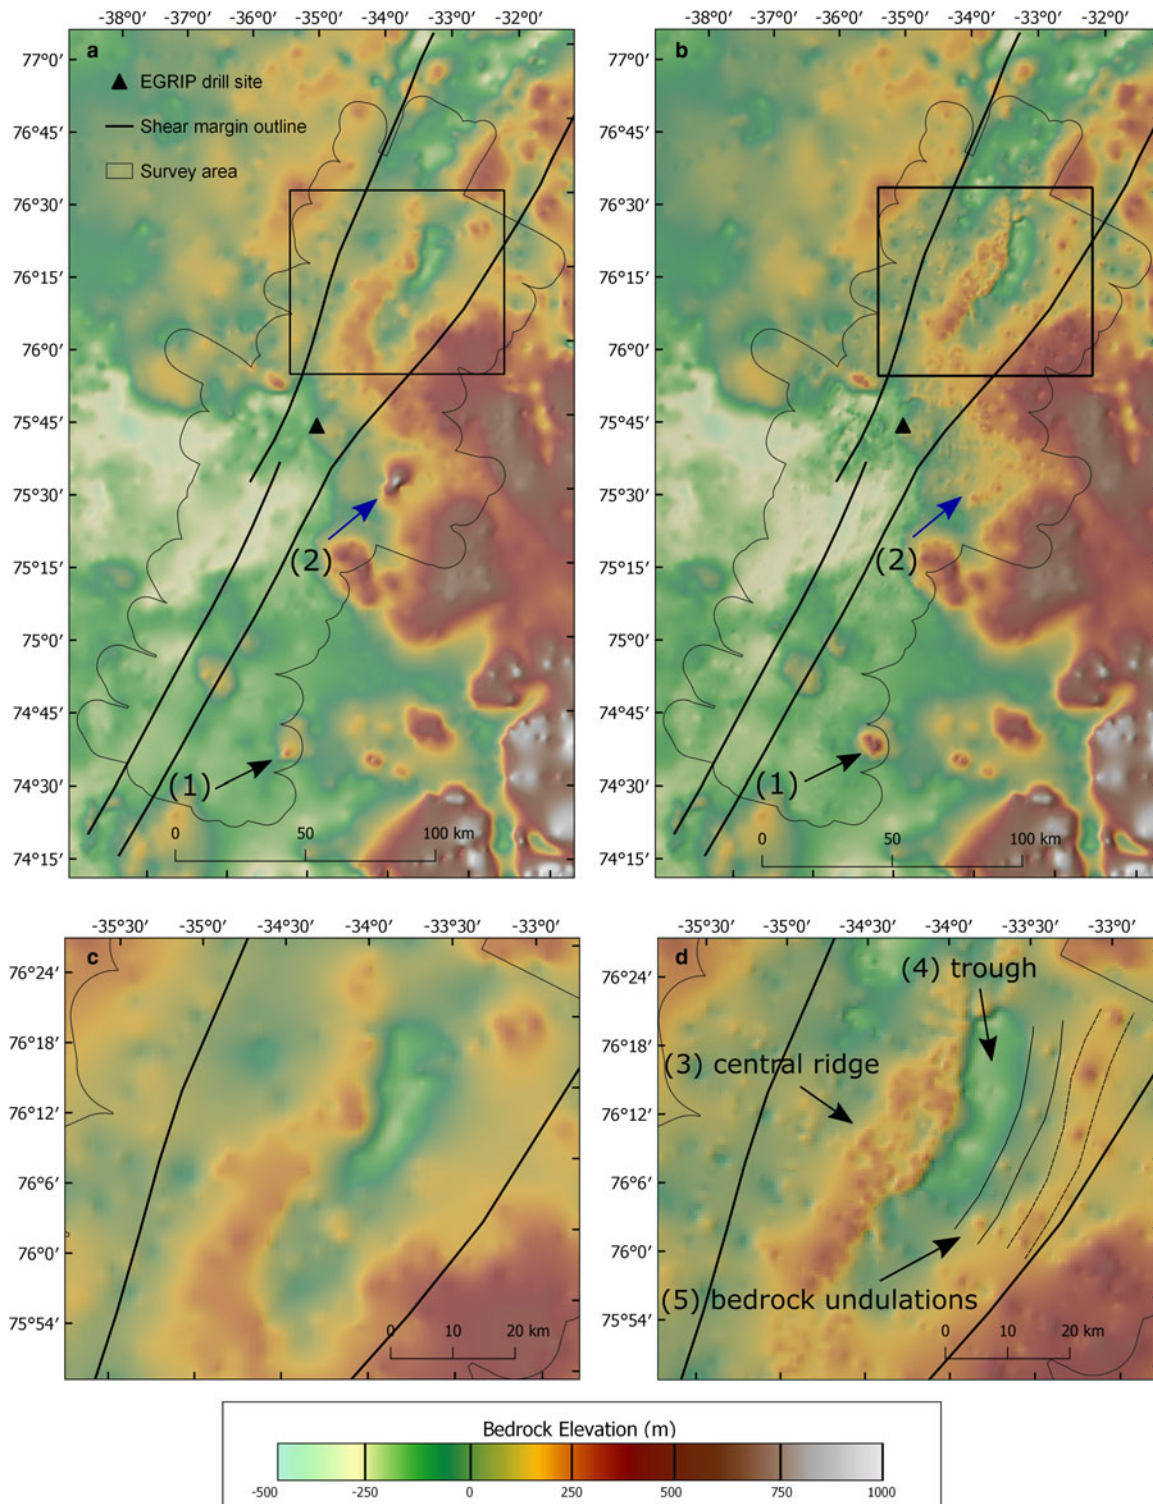 -38°0′ -37°0′ -36°0′ -35°0′ -34°0′ -33°0′ -32°0′
a
77°0′
EGRIP drill site
76°45′
Shear margin outline
Survey area
76°30′
76°15′
76°0′
75°45′
75°30′
(2)
75°15′
75°0′
74°45′
(1)
74°30′
0 50 100 km
74°15′
-38°0′ -37°0′ -36°0′ -35°0′ -34°0′ -33°0′ -32°0′
b
77°0′
76°45′
76°30′
76°15′
76°0′
75°45′
75°30′
(2)
75°15′
75°0′
74°45′
(1)
74°30′
0 50 100 km
74°15′
-35°30′ -35°0′ -34°30′ -34°0′ -33°30′ -33°0′
c
76°24′
76°18′
76°12′
76°6′
76°0′
75°54′
0 10 20 km
-35°30′ -35°0′ -34°30′ -34°0′ -33°30′ -33°0′
d
(4) trough
76°24′
76°18′
(3) central ridge
76°12′
76°6′
76°0′
(5) bedrock undulations
75°54′
0 10 20 km
Bedrock Elevation (m)
-500 -250 0 250 500 750 1000